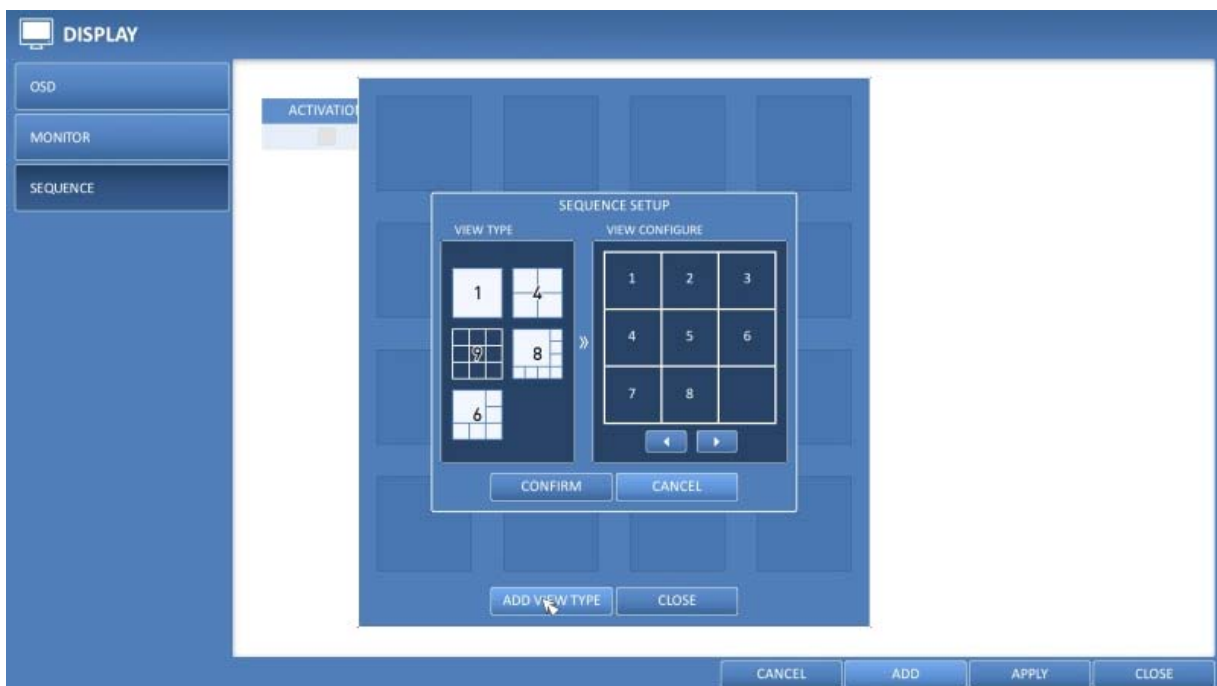 DISPLAY
OSD
MONITOR
SEQUENCE
ACTIVATIO
SEQUENCE SETUP
VIEW TYPE
VIEW CONFIGURE
1
4
9
8
6
1 2 3
4 5 6
7 8
CONFIRM
CANCEL
ADD VIEW TYPE
CLOSE
CANCEL
ADD
APPLY
CLOSE